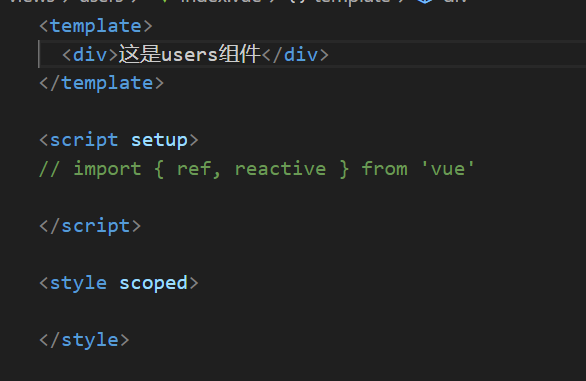 views > users > index.vue > {} template > div
<template>
<div>这是users组件</div>
</template>
<script setup>
// import { ref, reactive } from 'vue'
</script>
<style scoped>
</style>